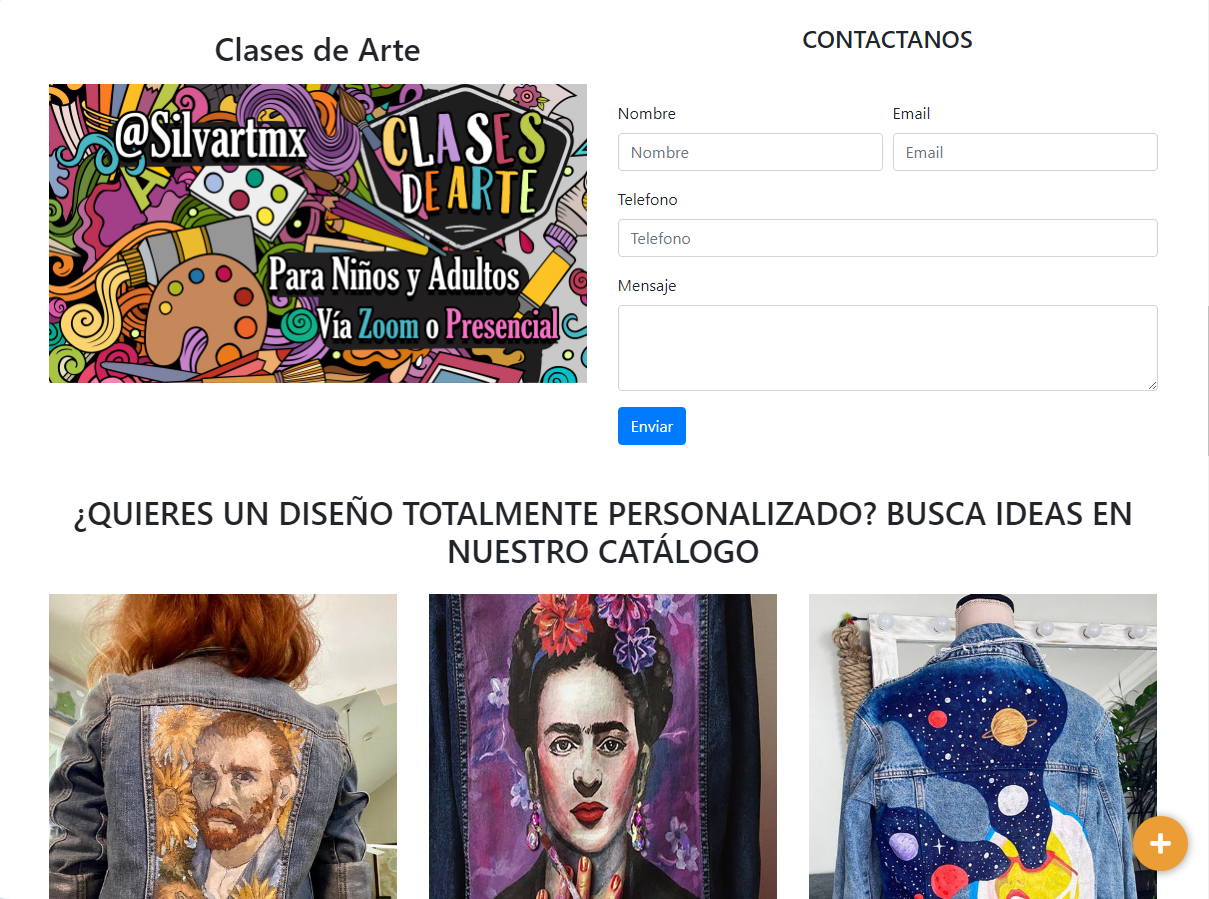 Clases de Arte
@Silvartmx
CLASES
DE ARTE
Para Niños y Adultos
Vía Zoom o Presencial
CONTACTANOS
Nombre
Email
Nombre
Email
Telefono
Telefono
Mensaje
Enviar
¿QUIERES UN DISEÑO TOTALMENTE PERSONALIZADO? BUSCA IDEAS EN
NUESTRO CATÁLOGO
+